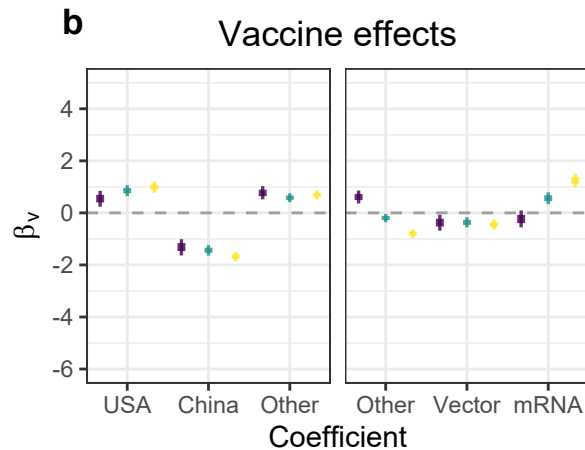 b
Vaccine effects
4
2
0
-2
-4
-6
βv
USA China Other
Other Vector mRNA
Coefficient